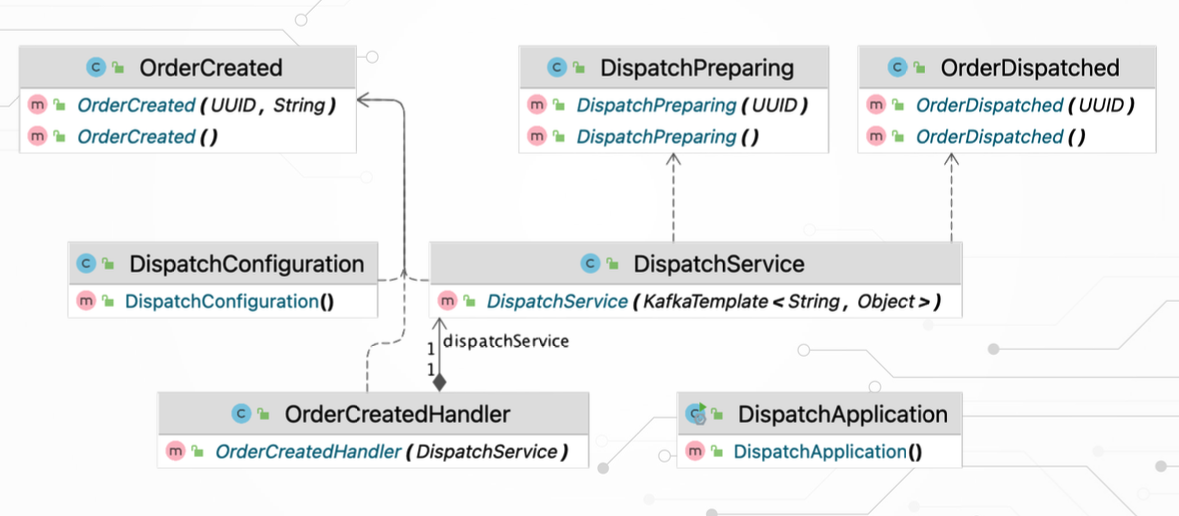 OrderCreated
OrderCreated (UUID, String)
OrderCreated ()
DispatchPreparing
DispatchPreparing (UUID)
DispatchPreparing ()
OrderDispatched
OrderDispatched (UUID)
OrderDispatched ()
DispatchConfiguration
DispatchConfiguration()
DispatchService
DispatchService (KafkaTemplate < String, Object > )
dispatchService
1
1
OrderCreatedHandler
OrderCreatedHandler (DispatchService)
DispatchApplication
DispatchApplication()